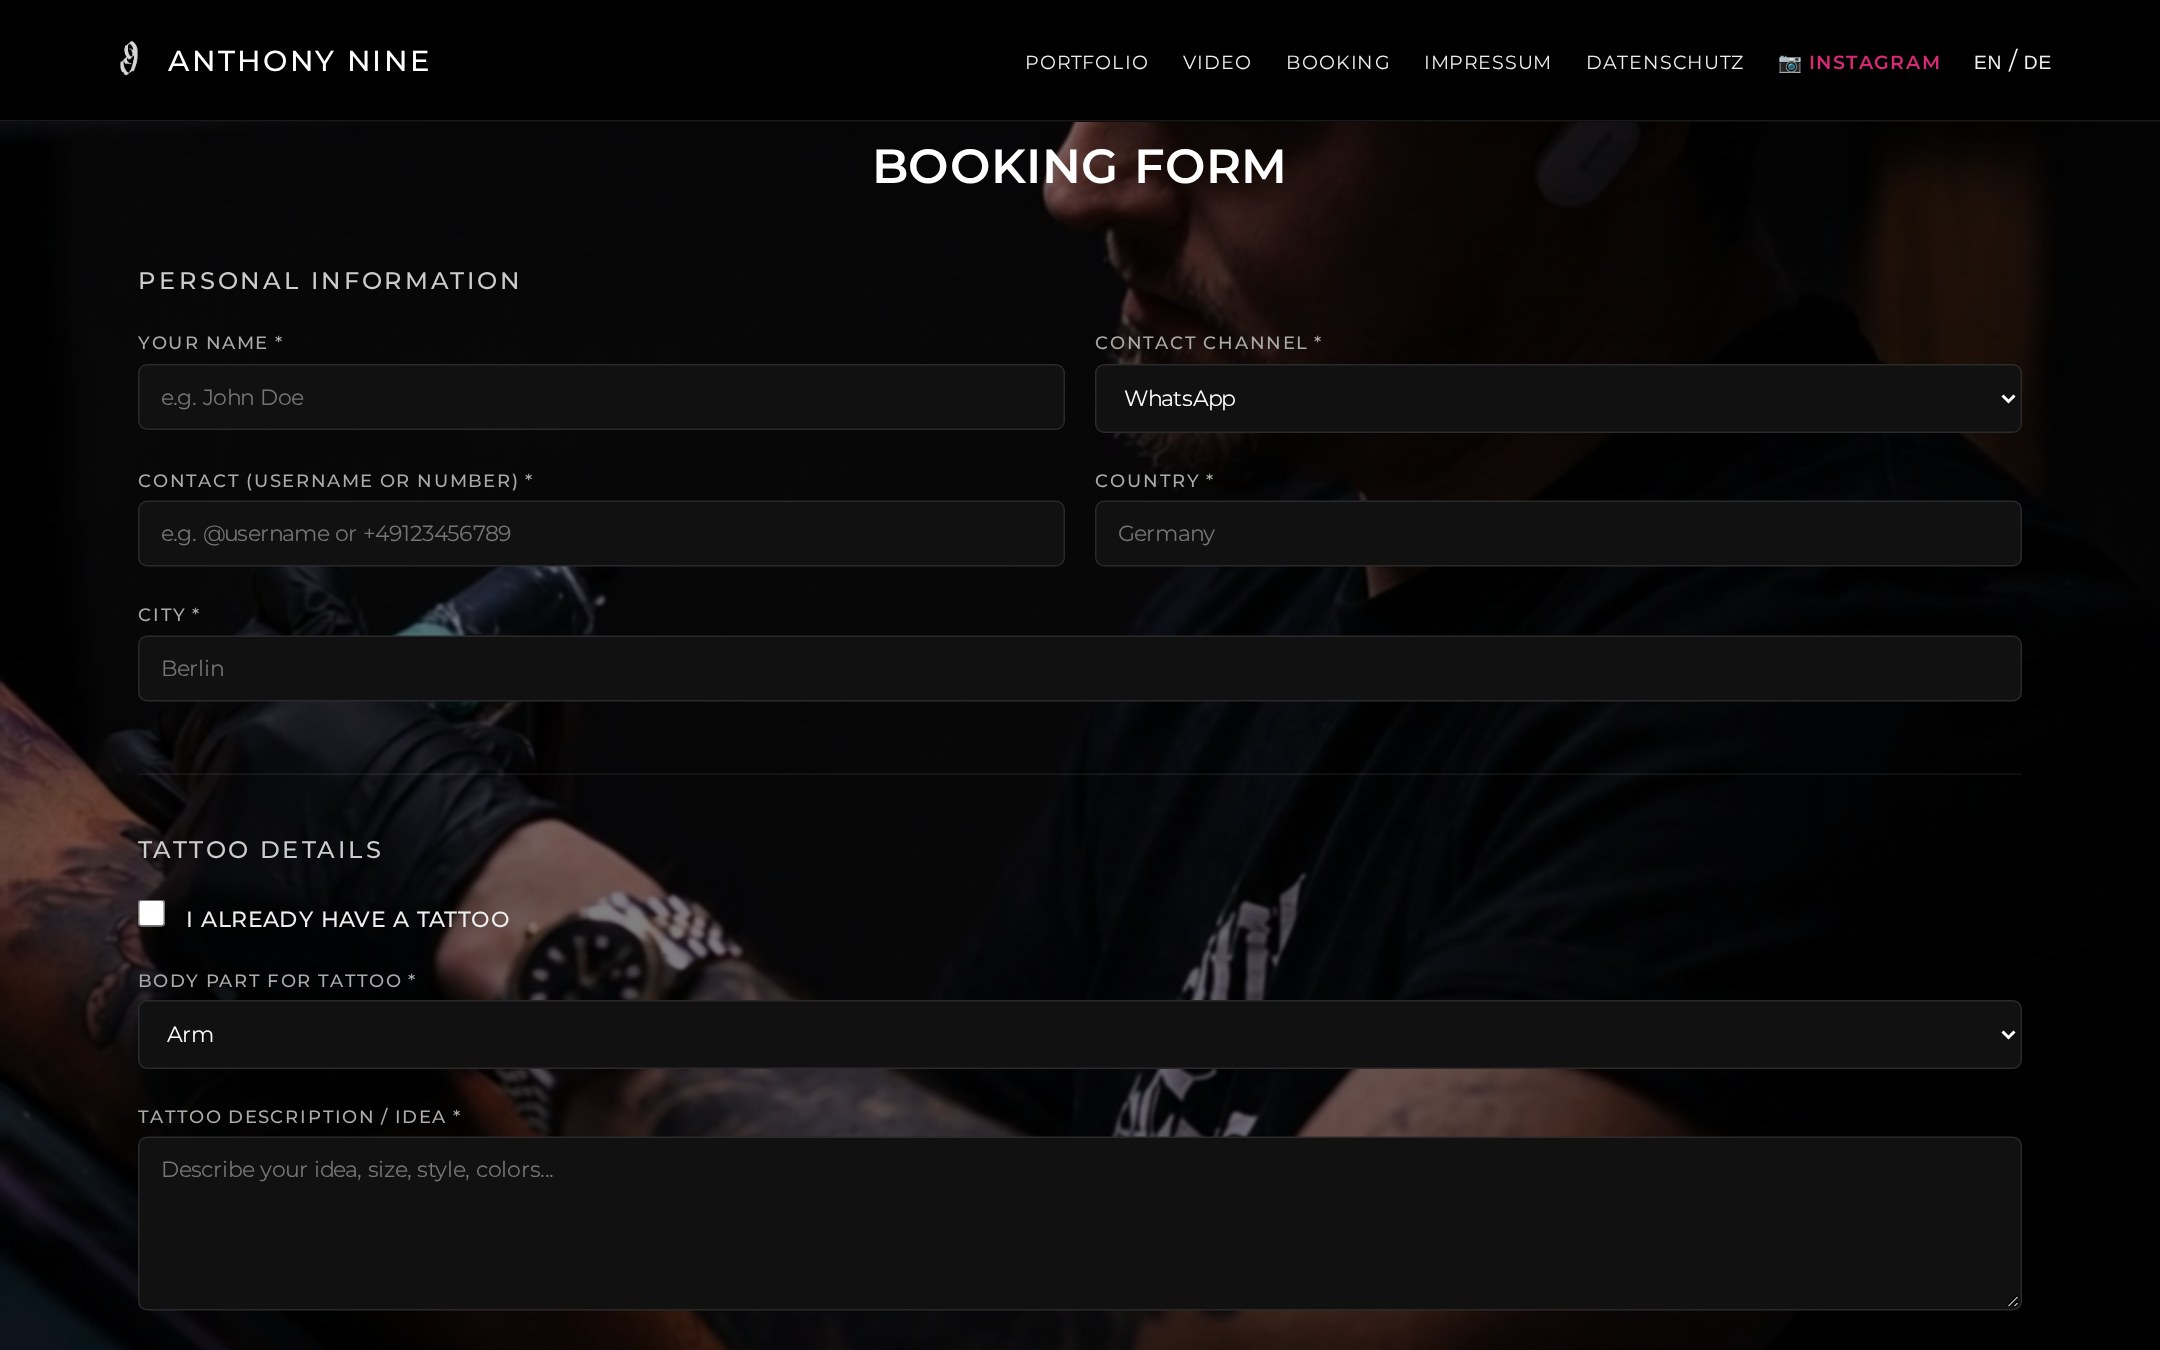 ANTHONY NINE
PORTFOLIO VIDEO BOOKING IMPRESSUM DATENSCHUTZ 📷 INSTAGRAM EN / DE
BOOKING FORM
PERSONAL INFORMATION
YOUR NAME * CONTACT CHANNEL *
e.g. John Doe WhatsApp
CONTACT (USERNAME OR NUMBER) * COUNTRY *
e.g. @username or +49123456789 Germany
CITY *
Berlin
TATTOO DETAILS
I ALREADY HAVE A TATTOO
BODY PART FOR TATTOO *
Arm
TATTOO DESCRIPTION / IDEA *
Describe your idea, size, style, colors...